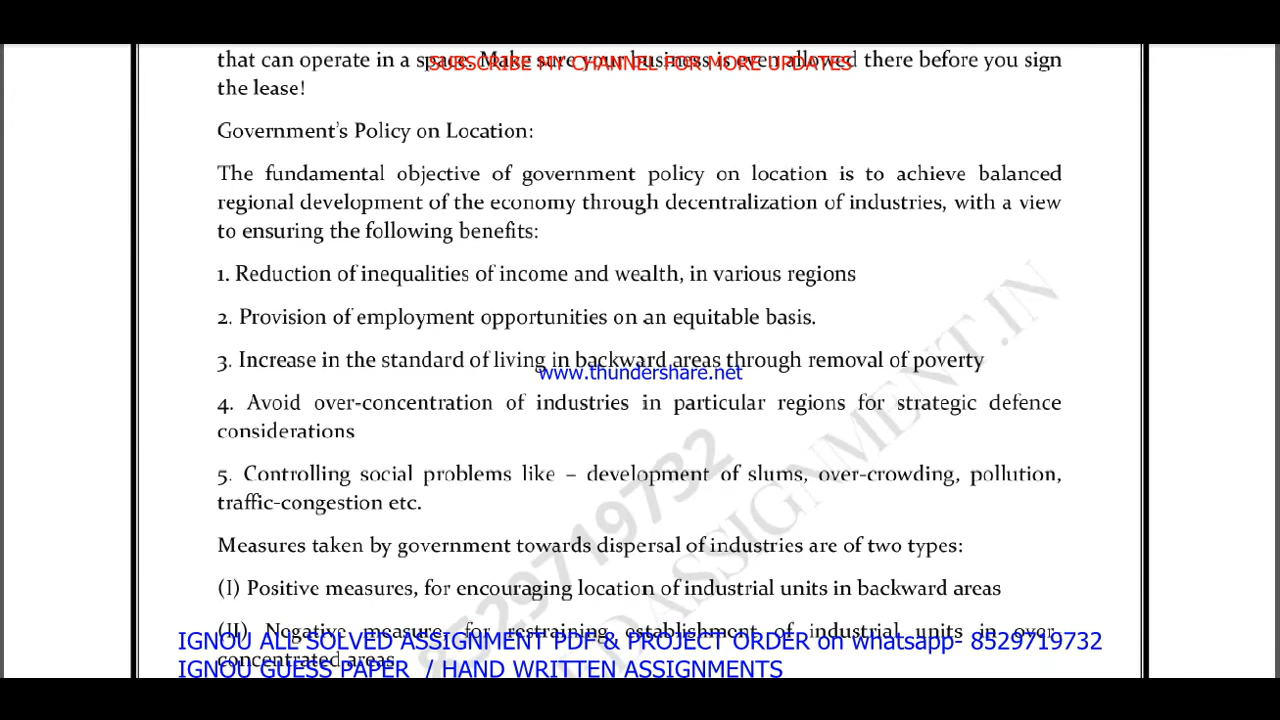 that can operate in a space. Make sure your business is even allowed there before you sign
SUBSCRIBE MY CHANNEL FOR MORE UPDATES
the lease!
Government's Policy on Location:
The fundamental objective of government policy on location is to achieve balanced
regional development of the economy through decentralization of industries, with a view
to ensuring the following benefits:
1. Reduction of inequalities of income and wealth, in various regions
2. Provision of employment opportunities on an equitable basis.
3. Increase in the standard of living in backward areas through removal of poverty
www.thundershare.net
4. Avoid over-concentration of industries in particular regions for strategic defence
considerations
5. Controlling social problems like – development of slums, over-crowding, pollution,
traffic-congestion etc.
Measures taken by government towards dispersal of industries are of two types:
(I) Positive measures, for encouraging location of industrial units in backward areas
(II) Negative measure, for restraining establishment of industrial units in over-
IGNOU ALL SOLVED ASSIGNMENT PDF & PROJECT ORDER on whatsapp- 8529719732
concentrated areas
IGNOU GUESS PAPER / HAND WRITTEN ASSIGNMENTS
8529719732
D ASSIGNMENT.IN